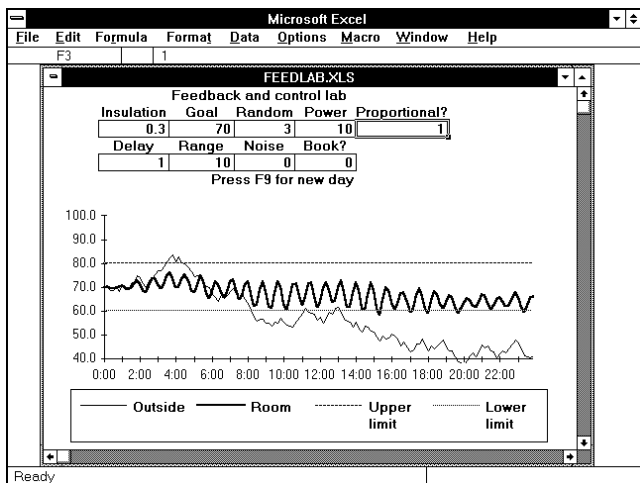 Microsoft Excel
File Edit Formula Format Data Options Macro Window Help
F3 1
FEEDLAB.XLS
Feedback and control lab
Insulation Goal Random Power Proportional?
0.3 70 3 10 1
Delay Range Noise Book?
1 10 0 0
Press F9 for new day
100.0
90.0
80.0
70.0
60.0
50.0
40.0
0:00 2:00 4:00 6:00 8:00 10:00 12:00 14:00 16:00 18:00 20:00 22:00
Outside Room Upper limit Lower limit
Ready